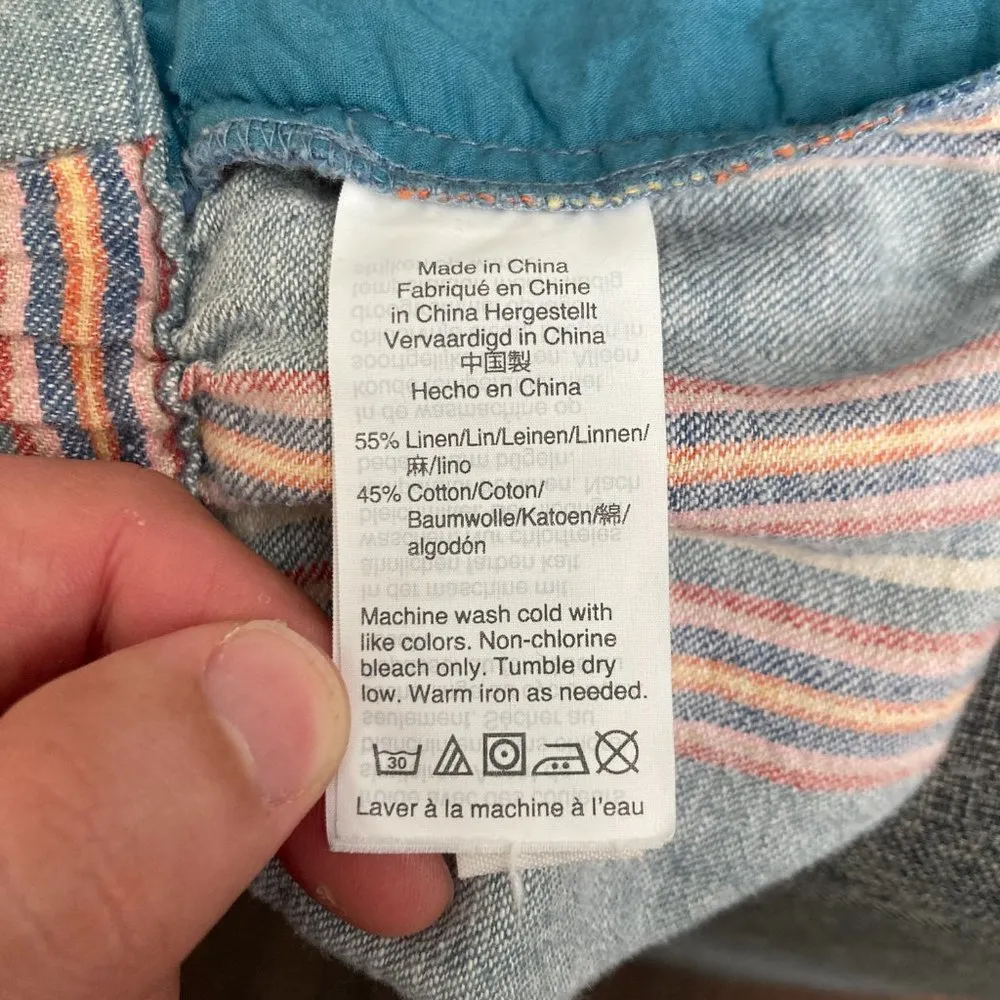 Made in China
Fabriqué en Chine
in China Hergestellt
Vervaardigd in China
中国製
Hecho en China
55% Linen/Lin/Leinen/Linnen/
麻/lino
45% Cotton/Coton/
Baumwolle/Katoen/綿/
algodón
Machine wash cold with
like colors. Non-chlorine
bleach only. Tumble dry
low. Warm iron as needed.
30
Laver à la machine à l'eau